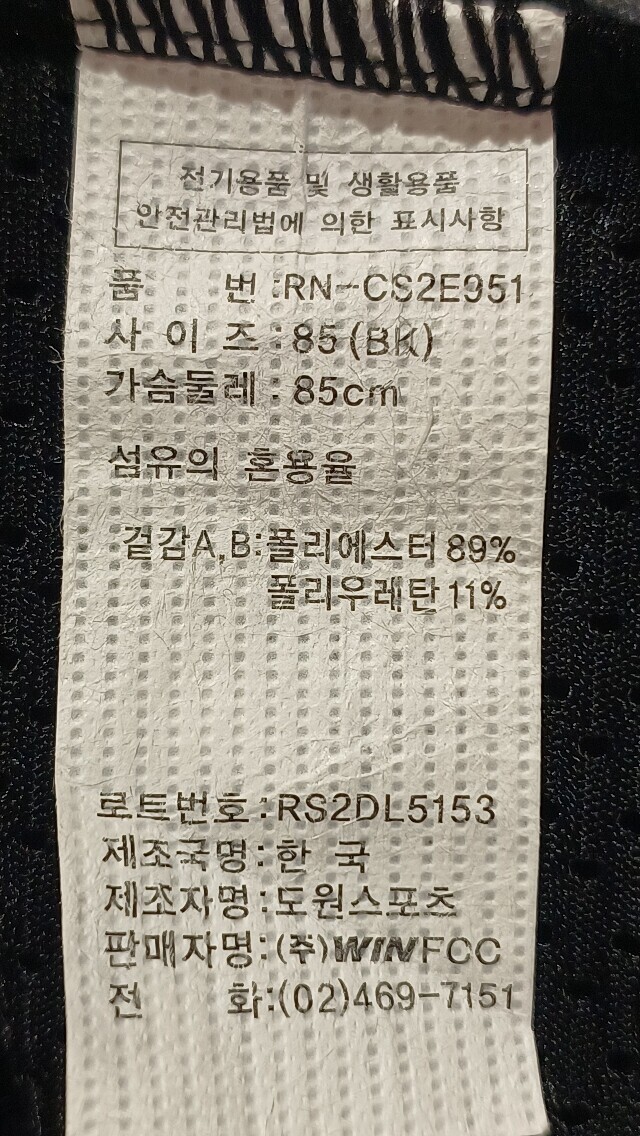 전기용품 및 생활용품
안전관리법에 의한 표시사항
품 번 :RN-CS2E951
사 이 즈 : 85 (BK)
가슴둘레 : 85cm
섬유의 혼용율
겉감A,B:폴리에스터 89%
폴리우레탄 11%
로트번호 : RS2DL5153
제조국명 : 한 국
제조자명 : 도원스포츠
판매자명 : (주)WINFCC
전 화:(02)469-7151